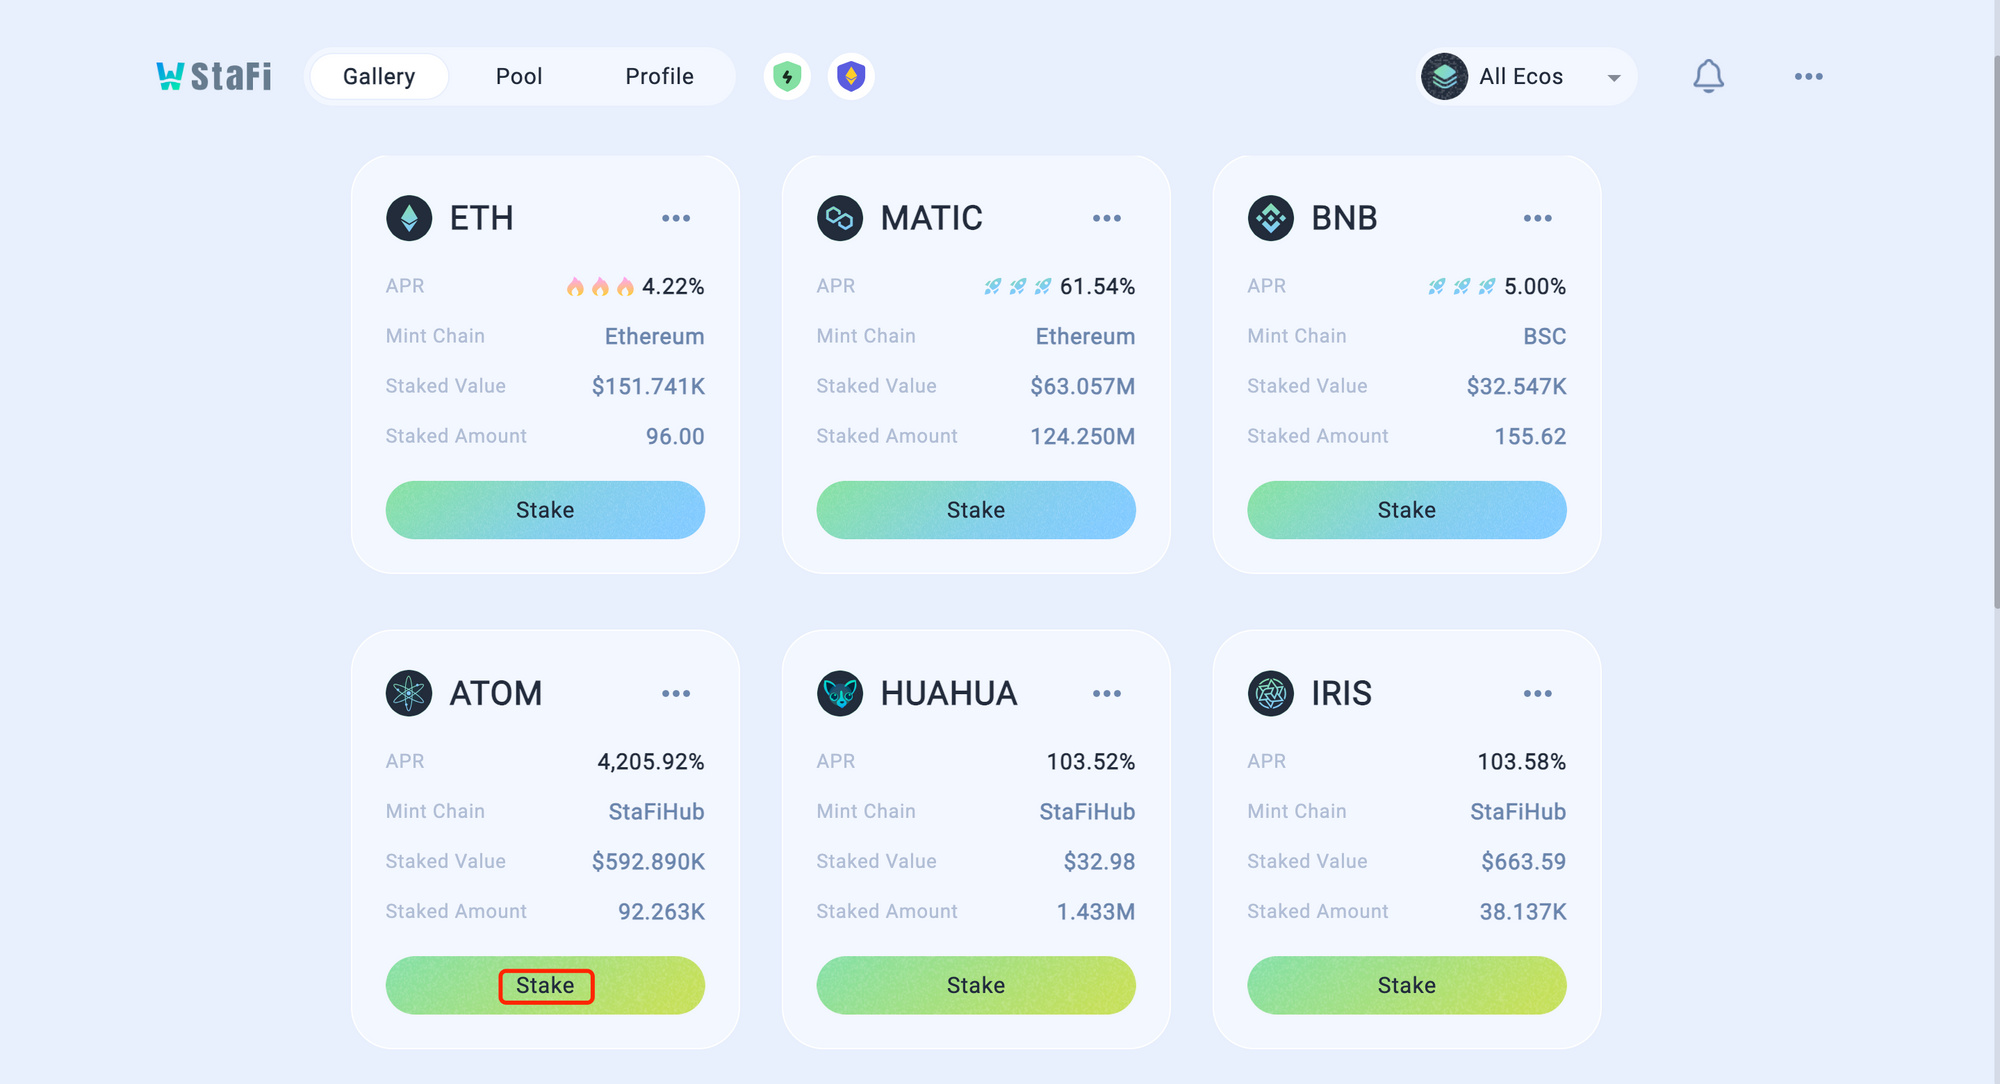 StaFi Gallery Pool Profile All Ecos
ETH
APR 4.22%
Mint Chain Ethereum
Staked Value $151.741K
Staked Amount 96.00
Stake
MATIC
APR 61.54%
Mint Chain Ethereum
Staked Value $63.057M
Staked Amount 124.250M
Stake
BNB
APR 5.00%
Mint Chain BSC
Staked Value $32.547K
Staked Amount 155.62
Stake
ATOM
APR 4,205.92%
Mint Chain StaFiHub
Staked Value $592.890K
Staked Amount 92.263K
Stake
HUAHUA
APR 103.52%
Mint Chain StaFiHub
Staked Value $32.98
Staked Amount 1.433M
Stake
IRIS
APR 103.58%
Mint Chain StaFiHub
Staked Value $663.59
Staked Amount 38.137K
Stake